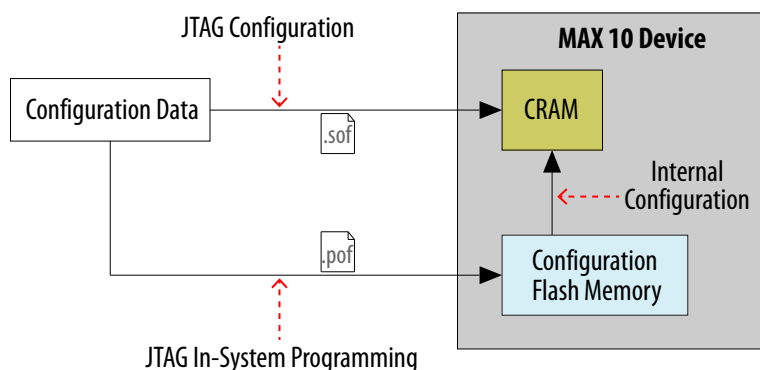 JTAG Configuration
MAX 10 Device
Configuration Data
CRAM
.sof
Internal
Configuration
.pof
Configuration
Flash Memory
JTAG In-System Programming